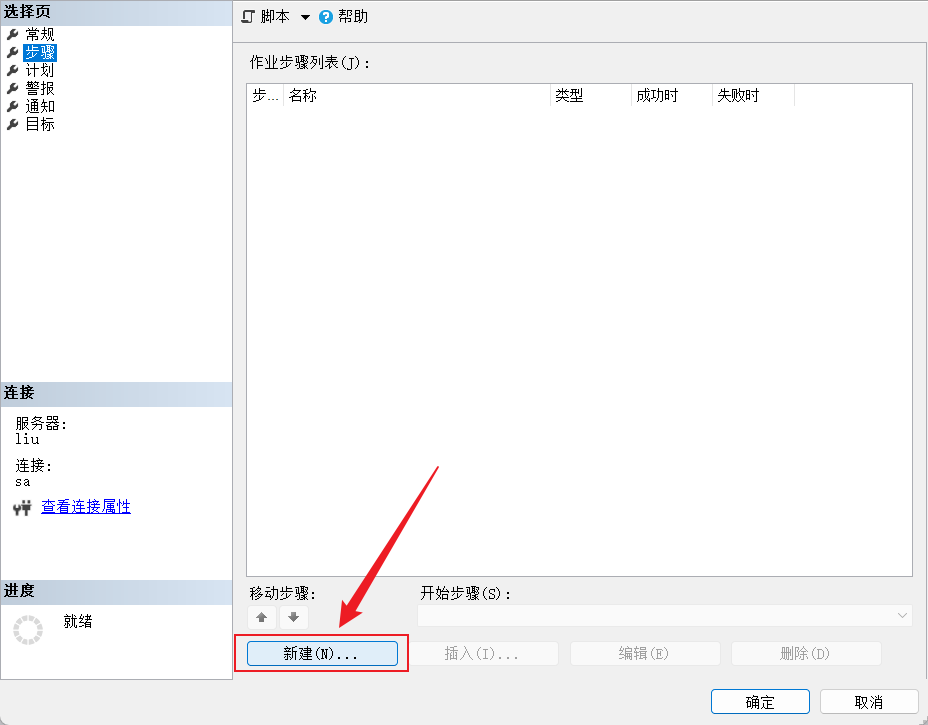 选择页
常规
步骤
计划
警报
通知
目标
连接
服务器:
liu
连接:
sa
查看连接属性
进度
就绪
脚本 帮助
作业步骤列表(J):
步... 名称 类型 成功时 失败时
移动步骤: 开始步骤(S):
新建(N)... 插入(I)... 编辑(E) 删除(D)
确定 取消